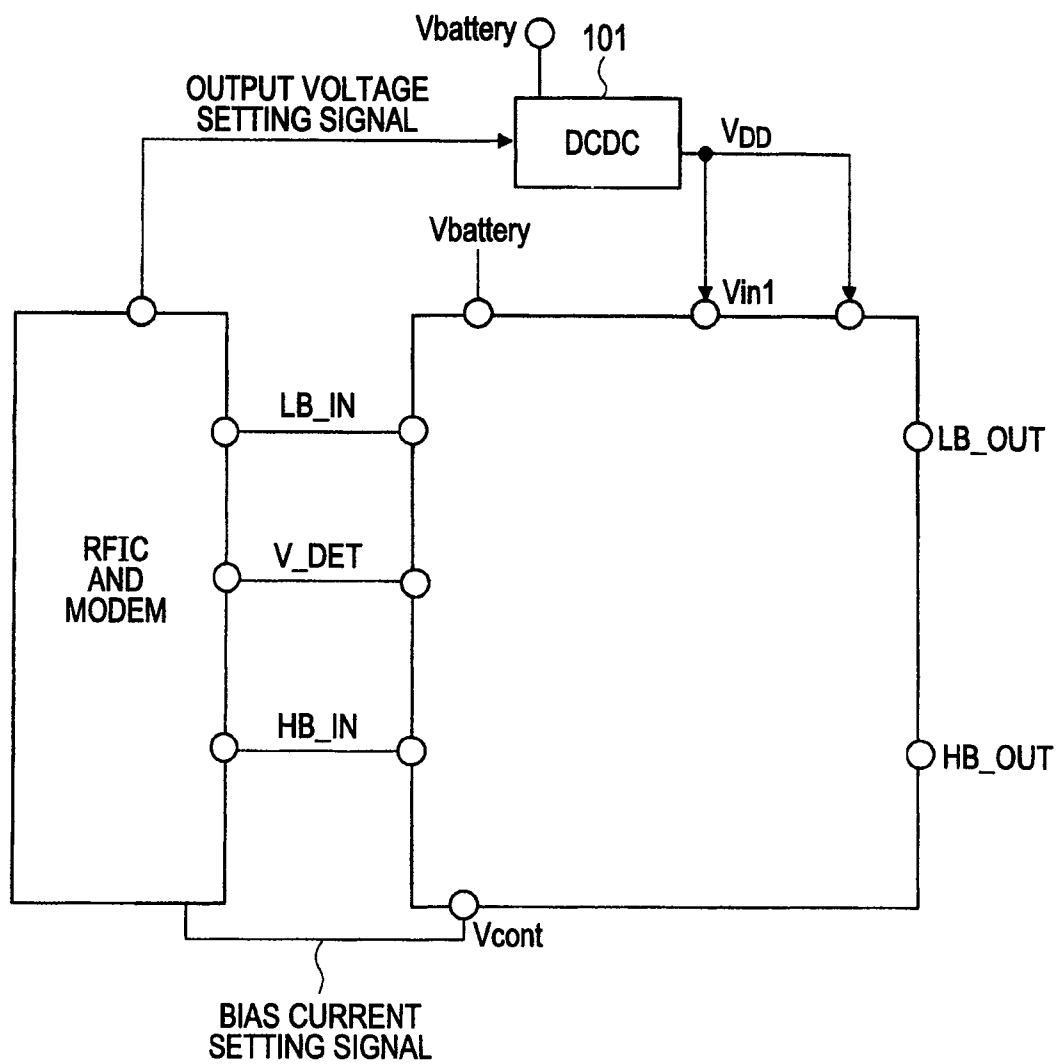 Vbattery
101
OUTPUT VOLTAGE
SETTING SIGNAL
DCDC
VDD
Vbattery
Vin1
LB_IN
LB_OUT
RFIC
AND
MODEM
V_DET
HB_IN
HB_OUT
Vcont
BIAS CURRENT
SETTING SIGNAL